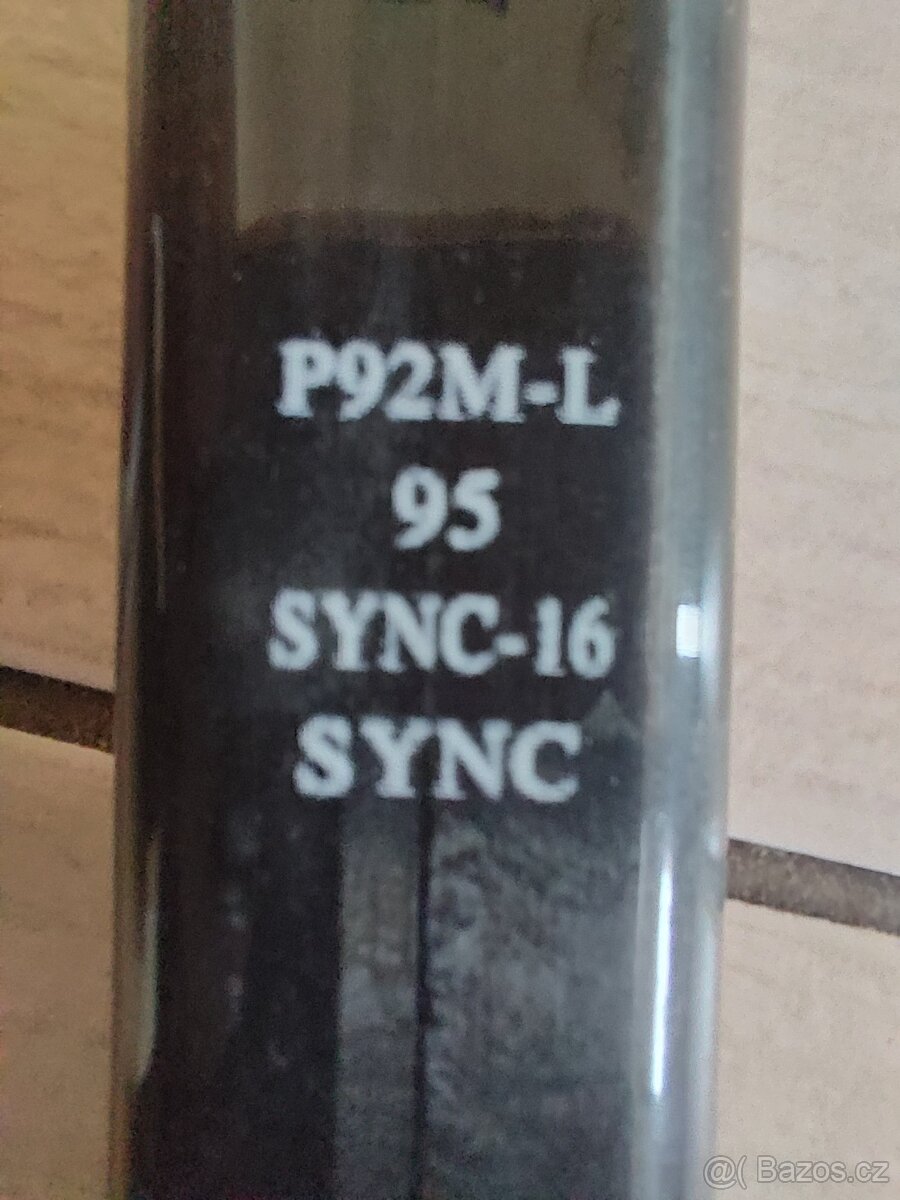 P92M-L
95
SYNC-16
SYNC
@( Bazos.cz